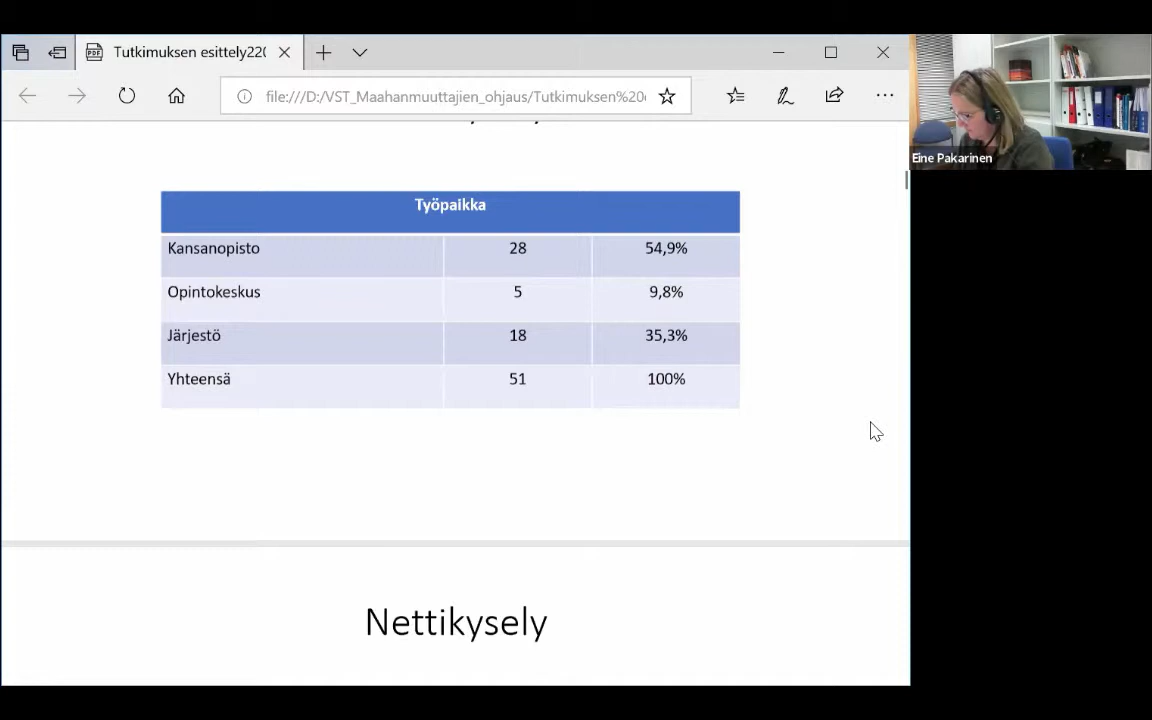 Tutkimuksen esittely220
file:///D:/VST_Maahanmuuttajien_ohjaus/Tutkimuksen%20
Eine Pakarinen
Työpaikka
Kansanopisto 28 54,9%
Opintokeskus 5 9,8%
Järjestö 18 35,3%
Yhteensä 51 100%
Nettikysely